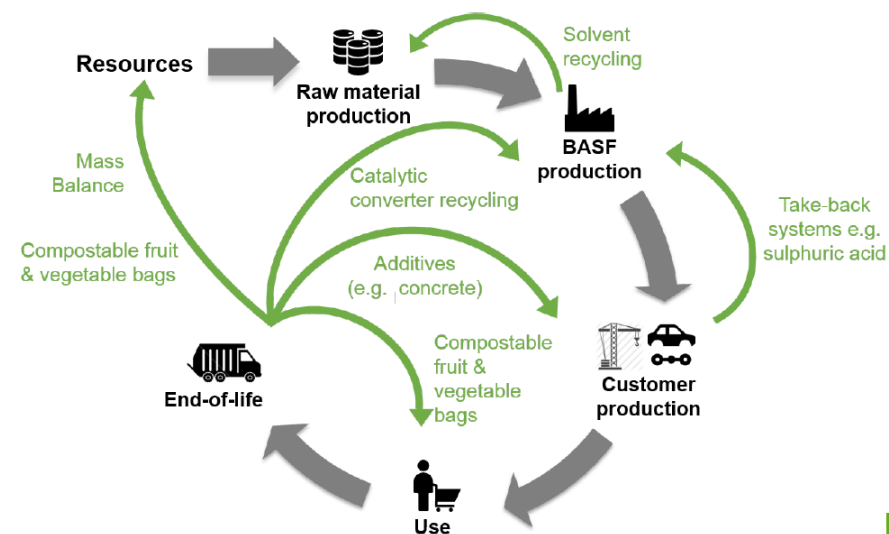 Solvent
recycling
Resources
Raw material
production
BASF
production
Mass
Balance
Catalytic
converter recycling
Take-back
systems e.g.
sulphuric acid
Compostable fruit
& vegetable bags
Additives
(e.g. concrete)
Compostable
fruit &
vegetable
bags
End-of-life
Customer
production
Use